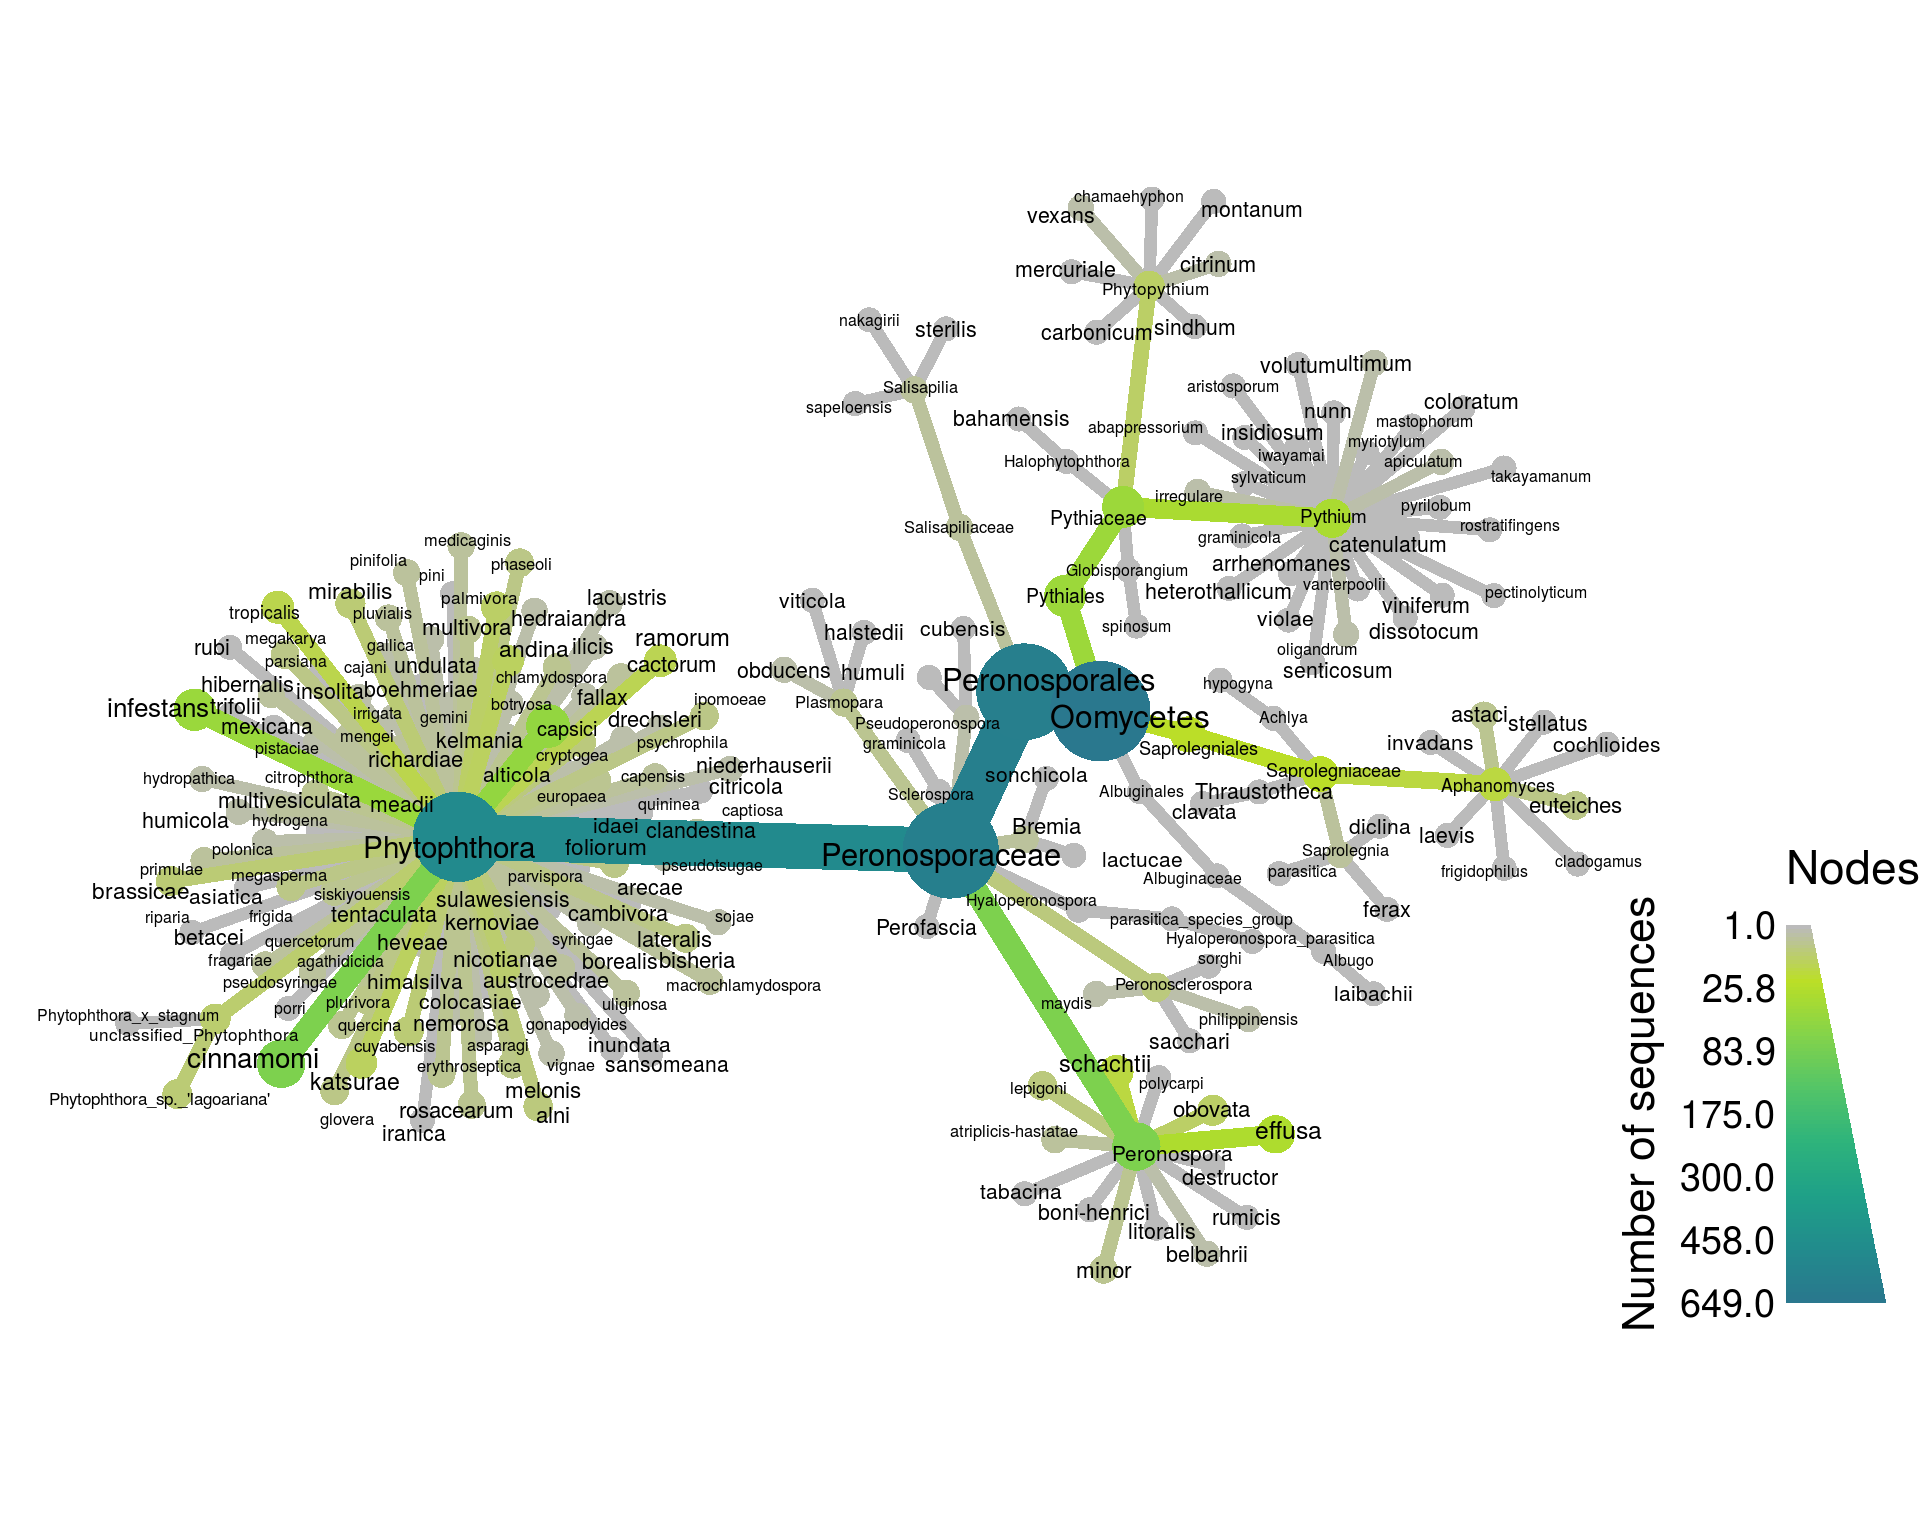 chamaehyphon
vexans
montanum
mercuriale
citrinum
Phytopythium
carbonicum
sindhum
nakagirii
sterilis
Salisapilia
sapeloensis
volutum
ultimum
aristosporum
nunn
coloratum
bahamensis
abappressorium
insidiosum
mastophorum
myriotylum
iwayamai
apiculatum
Halophytophthora
sylvaticum
takayamanum
irregulare
pyrilobum
Pythiaceae
Pythium
rostratifingens
Salisapiliaceae
graminicola
catenulatum
Globisporangium
arrhenomanes
vanterpoolii
heterothallicum
pectinolyticum
Pythiales
viniferum
spinosum
violae
dissotocum
oligandrum
senticosum
viticola
halstedii
cubensis
obducens
humuli
Plasmopara
Peronosporales
Pseudoperonospora
graminicola
Oomycetes
Saprolegniales
hypogyna
Achlya
astaci
stellatus
invadans
cochlioides
Saprolegniaceae
Aphanomyces
Thraustotheca
clavata
euteiches
sonchicola
Albuginales
Sclerospora
Bremia
diclina
laevis
Peronosporaceae
lactucae
Albuginaceae
Saprolegnia
parasitica
frigidophilus
cladogamus
Hyaloperonospora
ferax
Perofascia
parasitica_species_group
Hyaloperonospora_parasitica
sorghi
Albugo
Peronosclerospora
laibachii
maydis
philippinensis
sacchari
schachtii
polycarpi
lepigoni
obovata
atriplicis-hastatae
effusa
Peronospora
destructor
tabacina
boni-henrici
rumicis
litoralis
belbahrii
minor
medicaginis
pinifolia
phaseoli
pini
mirabilis
palmivora
lacustris
tropicalis
pluvialis
hedraiandra
multivora
megakarya
ramorum
rubi
gallica
andina
ilicis
parsiana
cajani
undulata
cactorum
chlamydospora
hibernalis
insolita
boehmeriae
fallax
ipomoeae
infestans
trifolii
botryosa
irrigata
gemini
drechsleri
mexicana
mengei
kelmania
capsici
pistaciae
richardiae
cryptogea
psychrophila
niederhauserii
hydropathica
citrophthora
alticola
capensis
citricola
multivesiculata
meadii
europaea
quininea
captiosa
humicola
hydrogena
idaei
clandestina
Phytophthora
foliorum
polonica
pseudotsugae
primulae
megasperma
parvispora
brassicae
asiatica
siskiyouensis
arecae
sulawesiensis
riparia
frigida
tentaculata
kernoviae
cambivora
sojae
betacei
quercetorum
heveae
syringae
lateralis
fragariae
agathidicida
nicotianae
borealis
bisheria
pseudosyringae
himalsilva
austrocedrae
macrochlamydospora
porri
plurivora
colocasiae
uliginosa
Phytophthora_x_stagnum
quercina
nemorosa
gonapodyides
unclassified_Phytophthora
cuyabensis
asparagi
inundata
cinnamomi
erythroseptica
vignae
sansomeana
katsurae
melonis
Phytophthora_sp._'lagoariana'
rosacearum
glovera
alni
iranica
Nodes
Number of sequences
1.0
25.8
83.9
175.0
300.0
458.0
649.0